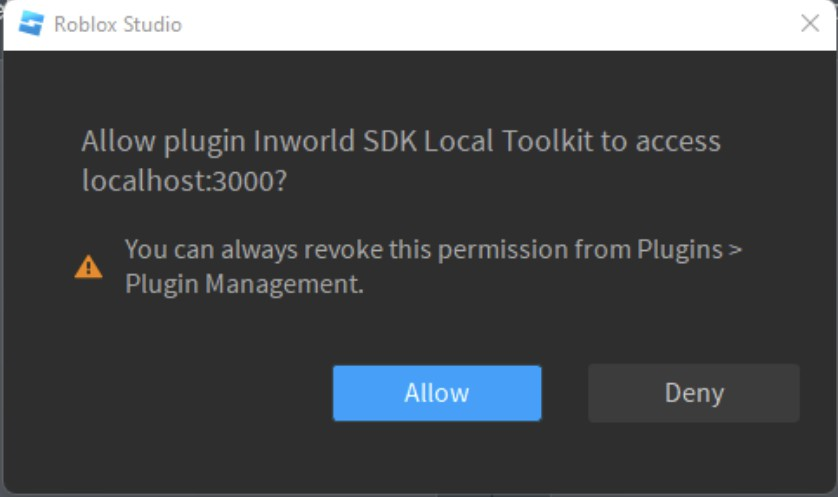 Roblox Studio
Allow plugin Inworld SDK Local Toolkit to access
localhost:3000?
You can always revoke this permission from Plugins >
Plugin Management.
Allow
Deny